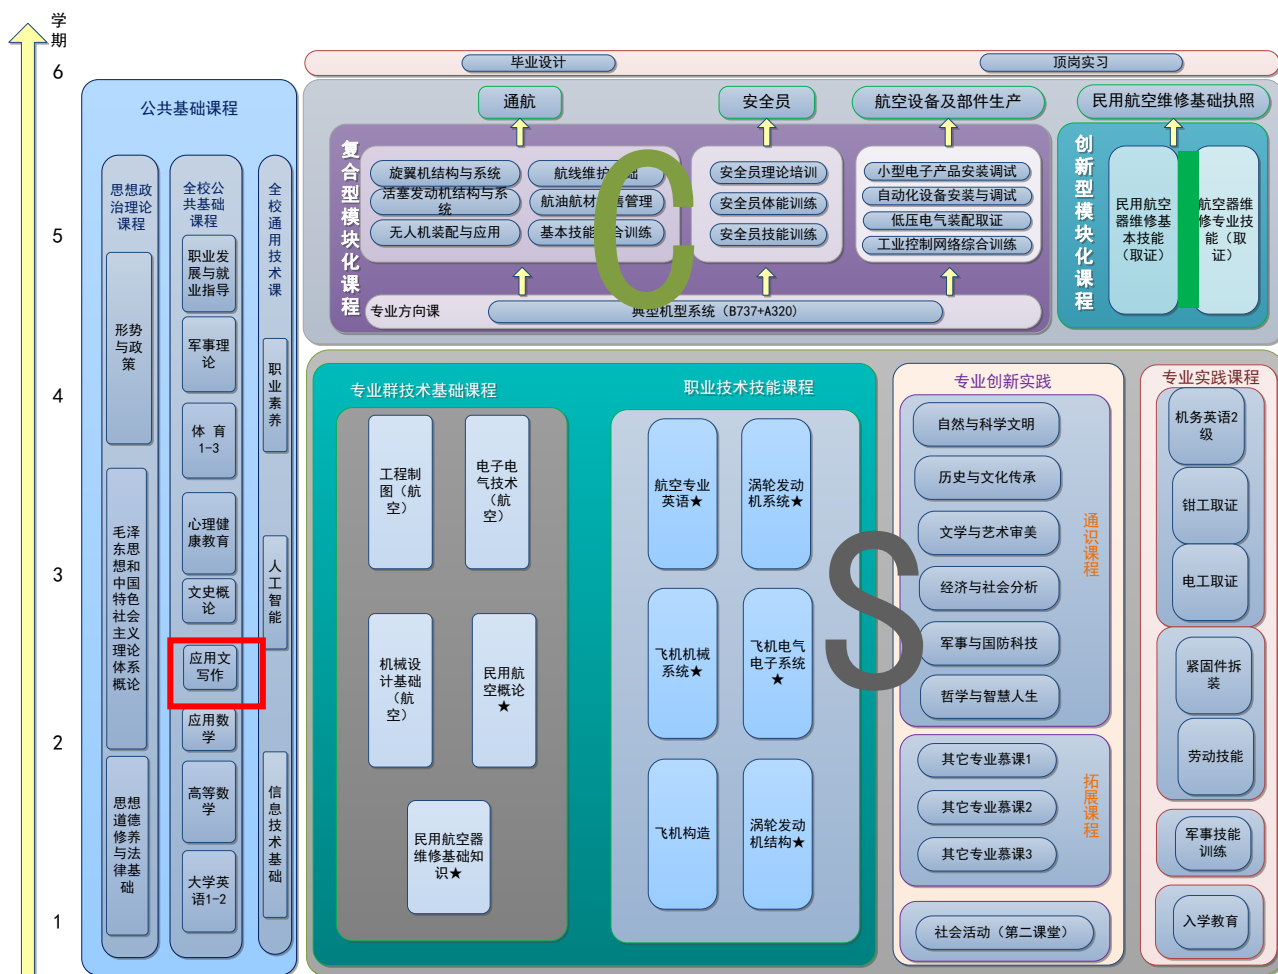 学
期
6
5
4
3
2
1
公共基础课程
思想政
治理论
课程
形势
与政
策
毛泽
东思
想和
中国
特色
社会
主义
理论
体系
概论
思想
道德
修养
与法
律基
础
全校公
共基础
课程
职业发
展与就
业指导
军事理
论
体 育
1-3
心理健
康教育
文史概
论
应用文
写作
应用数
学
高等数
学
大学英
语1-2
全
校
通
用
技
术
课
职
业
素
养
人
工
智
能
信
息
技
术
基
础
毕业设计
顶岗实习
通航
安全员
航空设备及部件生产
民用航空维修基础执照
复
合
型
模
块
化
课
程
旋翼机结构与系统
活塞发动机结构与系
统
无人机装配与应用
航线维护
础
航油航材
售管理
基本技能
合训练
C
安全员理论培训
安全员体能训练
安全员技能训练
小型电子产品安装调试
自动化设备安装与调试
低压电气装配取证
工业控制网络综合训练
专业方向课
典型机型系统（B737+A320)
创
新
型
模
块
化
课
程
民用航空
器维修基
本技能
（取证）
航空器维
修专业技
能（取
证）
专业群技术基础课程
工程制
图（航
空）
电子电
气技术
（航
空）
机械设
计基础
（航
空）
民用航
空概论
★
民用航空器
维修基础知
识★
职业技术技能课程
航空专业
英语★
涡轮发动
机系统★
飞机机械
系统★
飞机电气
电子系统
★
飞机构造
涡轮发动
机结构★
S
专业创新实践
自然与科学文明
历史与文化传承
文学与艺术审美
经济与社会分析
军事与国防科技
哲学与智慧人生
通
识
课
程
其它专业慕课1
其它专业慕课2
其它专业慕课3
拓
展
课
程
社会活动（第二课堂）
专业实践课程
机务英语2
级
钳工取证
电工取证
紧固件拆
装
劳动技能
军事技能
训练
入学教育